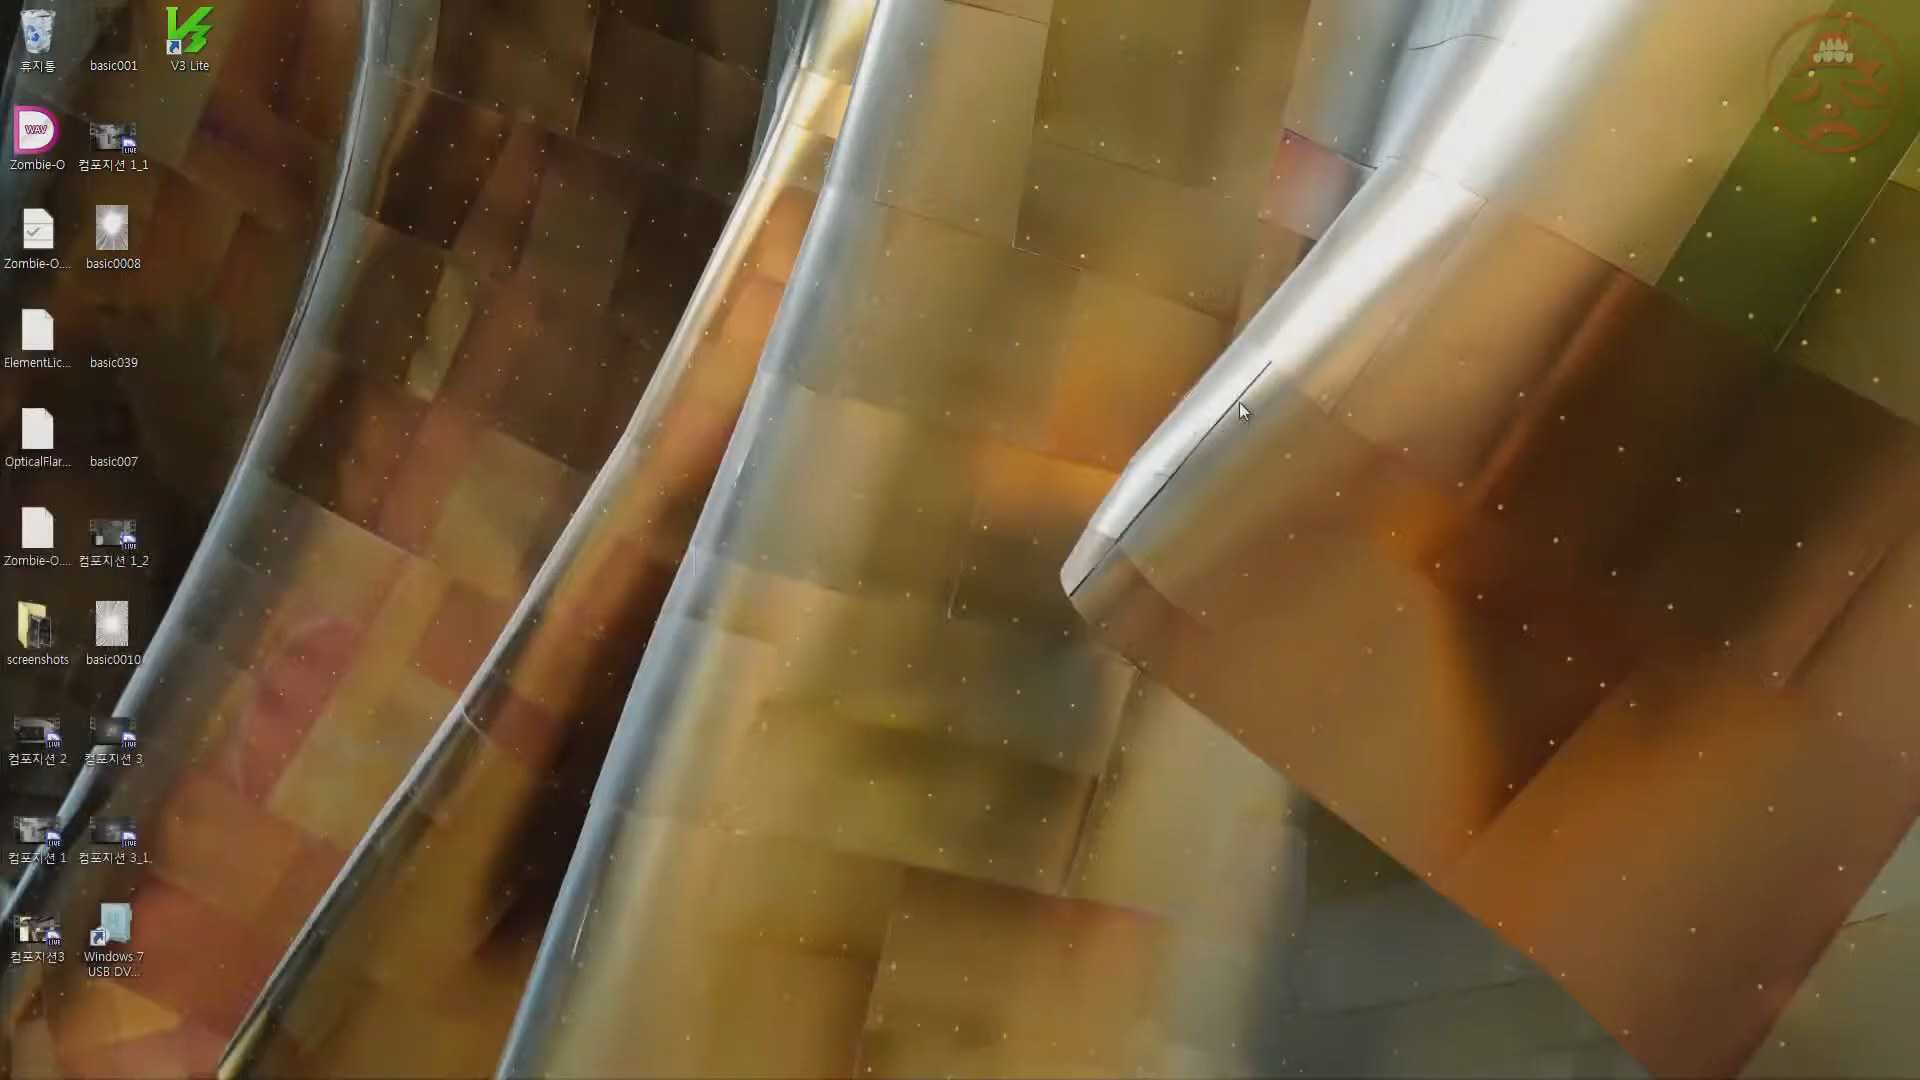 휴지통
basic001
V3 Lite
WAV
Zombie-O
컴포지션 1_1
Zombie-O....
basic0008
ElementLic...
basic039
OpticalFlar...
basic007
Zombie-O....
컴포지션 1_2
screenshots
basic0010
컴포지션 2
컴포지션 3
컴포지션 1
컴포지션 3_1
컴포지션3
Windows 7
USB DV...